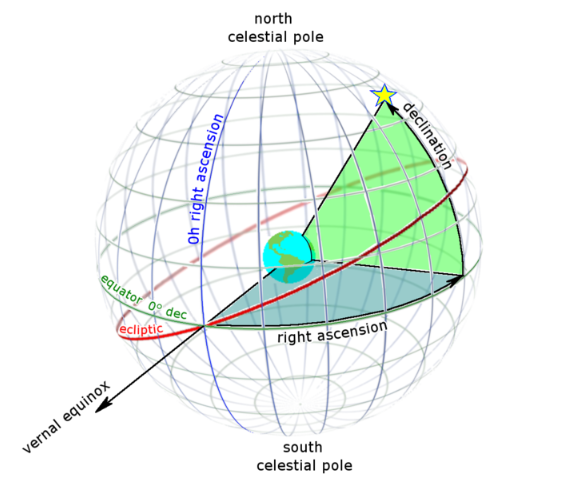 north
celestial pole
declination
0h right ascension
equator 0° dec
ecliptic
right ascension
vernal equinox
south
celestial pole